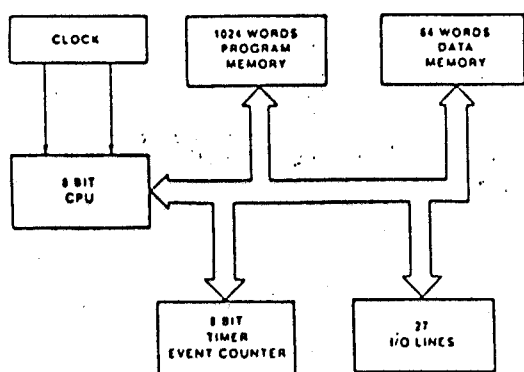 CLOCK
1024 WORDS
PROGRAM
MEMORY
64 WORDS
DATA
MEMORY
8 BIT
CPU
8 BIT
TIMER
EVENT COUNTER
27
I/O LINES